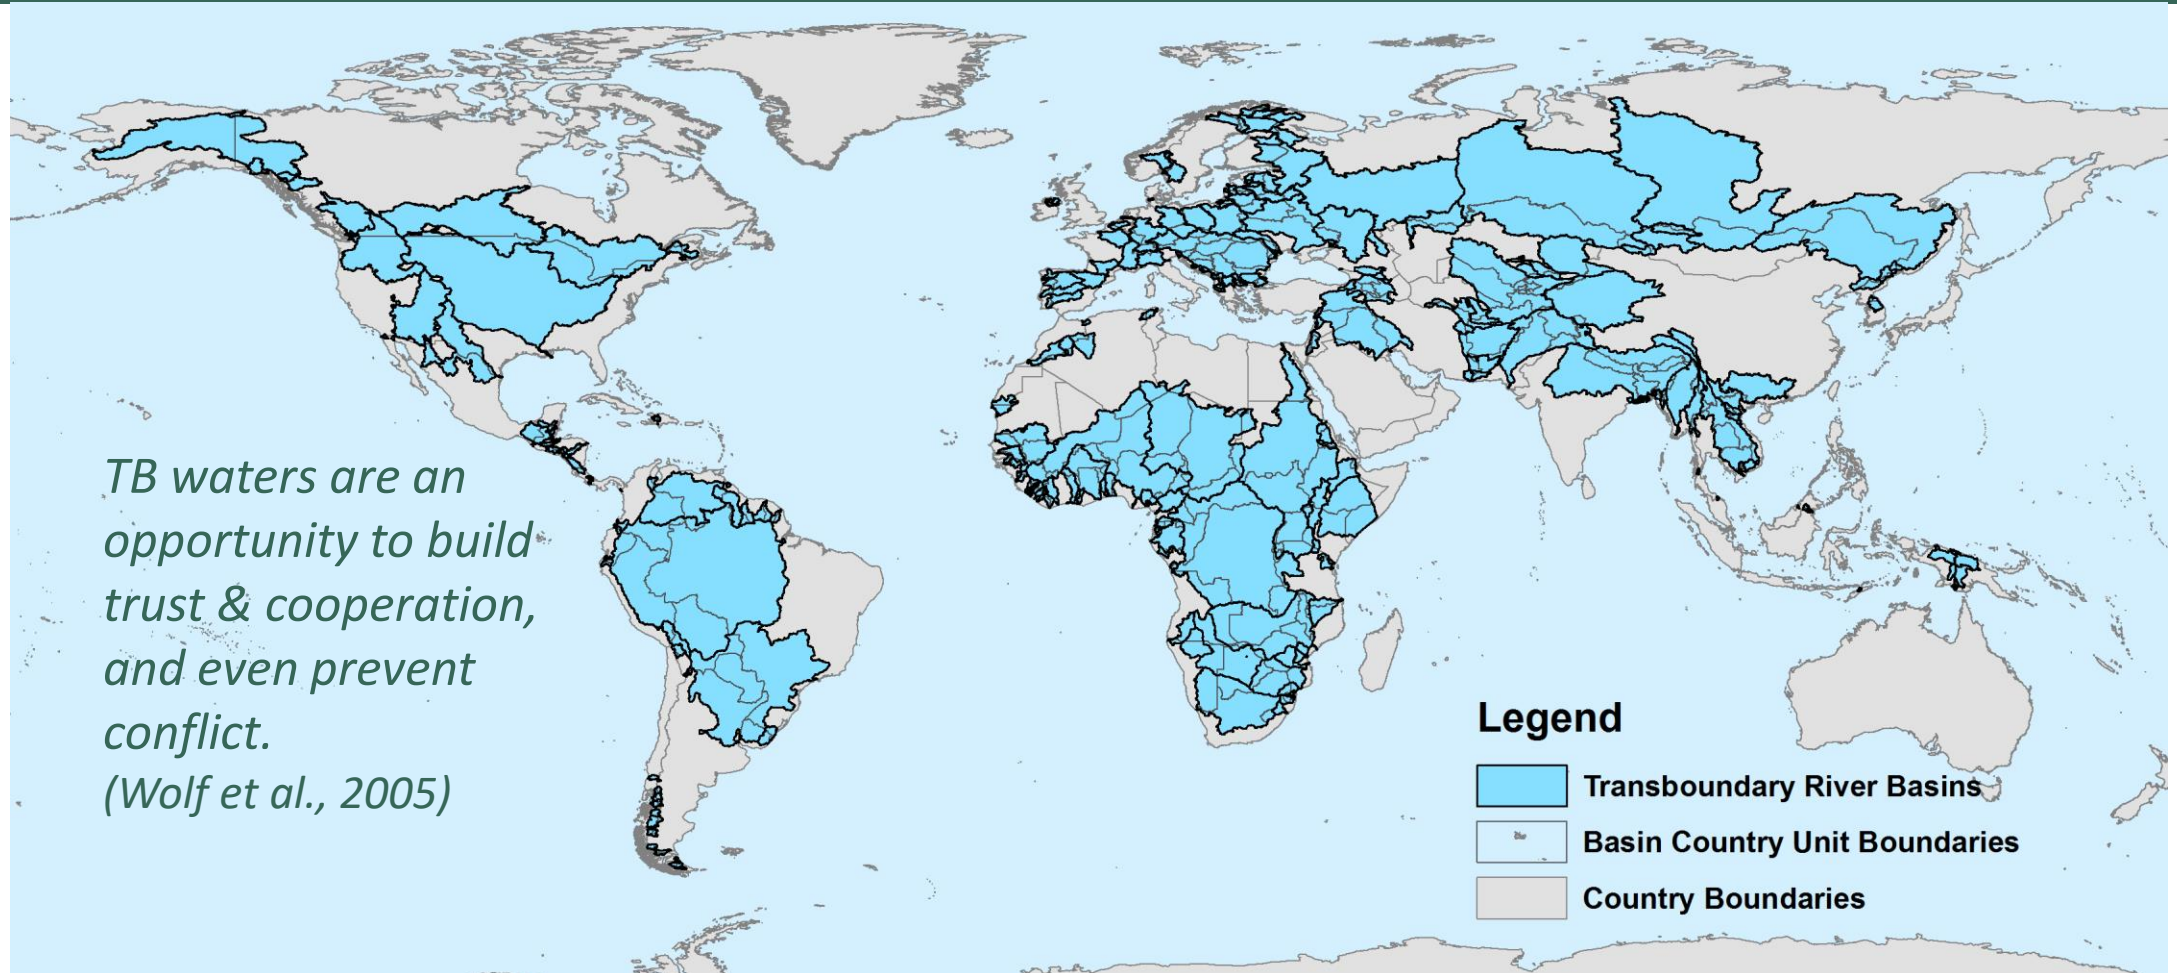 TB waters are an
opportunity to build
trust & cooperation,
and even prevent
conflict.
(Wolf et al., 2005)
Legend
Transboundary River Basins
Basin Country Unit Boundaries
Country Boundaries